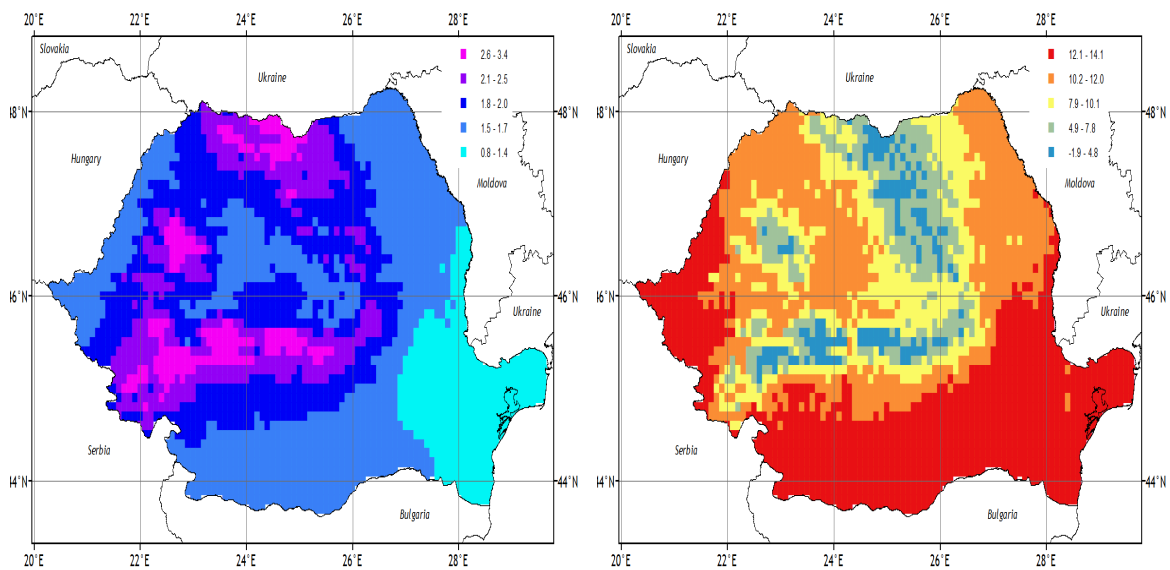 20°E 22°E 24°E 26°E 28°E
20°E 22°E 24°E 26°E 28°E
Slovakia
Ukraine
2.6 - 3.4
2.1 - 2.5
1.8 - 2.0
1.5 - 1.7
0.8 - 1.4
48°N 48°N
Hungary
Moldova
46°N 46°N
Ukraine
Serbia
44°N 44°N
Bulgaria
20°E 22°E 24°E 26°E 28°E
Slovakia
Ukraine
12.1 - 14.1
10.2 - 12.0
7.9 - 10.1
4.9 - 7.8
-1.9 - 4.8
48°N 48°N
Hungary
Moldova
46°N 46°N
Ukraine
Serbia
44°N 44°N
Bulgaria
20°E 22°E 24°E 26°E 28°E